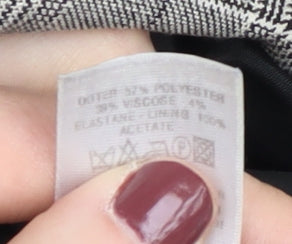 OUTER 57% POLYESTER
39% VISCOSE 4%
ELASTANE - LINING 100%
ACETATE